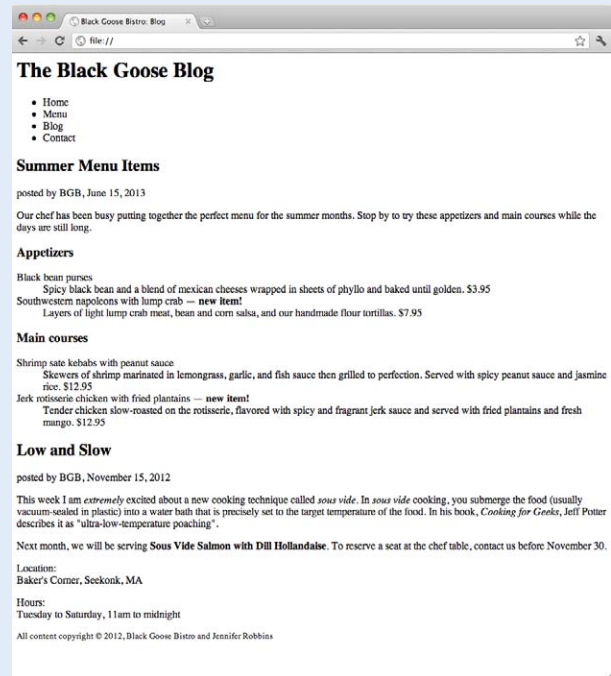 Black Goose Bistro: Blog
file://
The Black Goose Blog
• Home
• Menu
• Blog
• Contact
Summer Menu Items
posted by BGB, June 15, 2013
Our chef has been busy putting together the perfect menu for the summer months. Stop by to try these appetizers and main courses while the
days are still long.
Appetizers
Black bean purses
Spicy black bean and a blend of mexican cheeses wrapped in sheets of phyllo and baked until golden. $3.95
Southwestern napoleons with lump crab — new item!
Layers of light lump crab meat, bean and corn salsa, and our handmade flour tortillas. $7.95
Main courses
Shrimp sate kebabs with peanut sauce
Skewers of shrimp marinated in lemongrass, garlic, and fish sauce then grilled to perfection. Served with spicy peanut sauce and jasmine
rice. $12.95
Jerk rotisserie chicken with fried plantains — new item!
Tender chicken slow-roasted on the rotisserie, flavored with spicy and fragrant jerk sauce and served with fried plantains and fresh
mango. $12.95
Low and Slow
posted by BGB, November 15, 2012
This week I am extremely excited about a new cooking technique called sous vide. In sous vide cooking, you submerge the food (usually
vacuum-sealed in plastic) into a water bath that is precisely set to the target temperature of the food. In his book, Cooking for Geeks, Jeff Potter
describes it as "ultra-low-temperature poaching".
Next month, we will be serving Sous Vide Salmon with Dill Hollandaise. To reserve a seat at the chef table, contact us before November 30.
Location:
Baker's Corner, Seekonk, MA
Hours:
Tuesday to Saturday, 11am to midnight
All content copyright © 2012, Black Goose Bistro and Jennifer Robbins